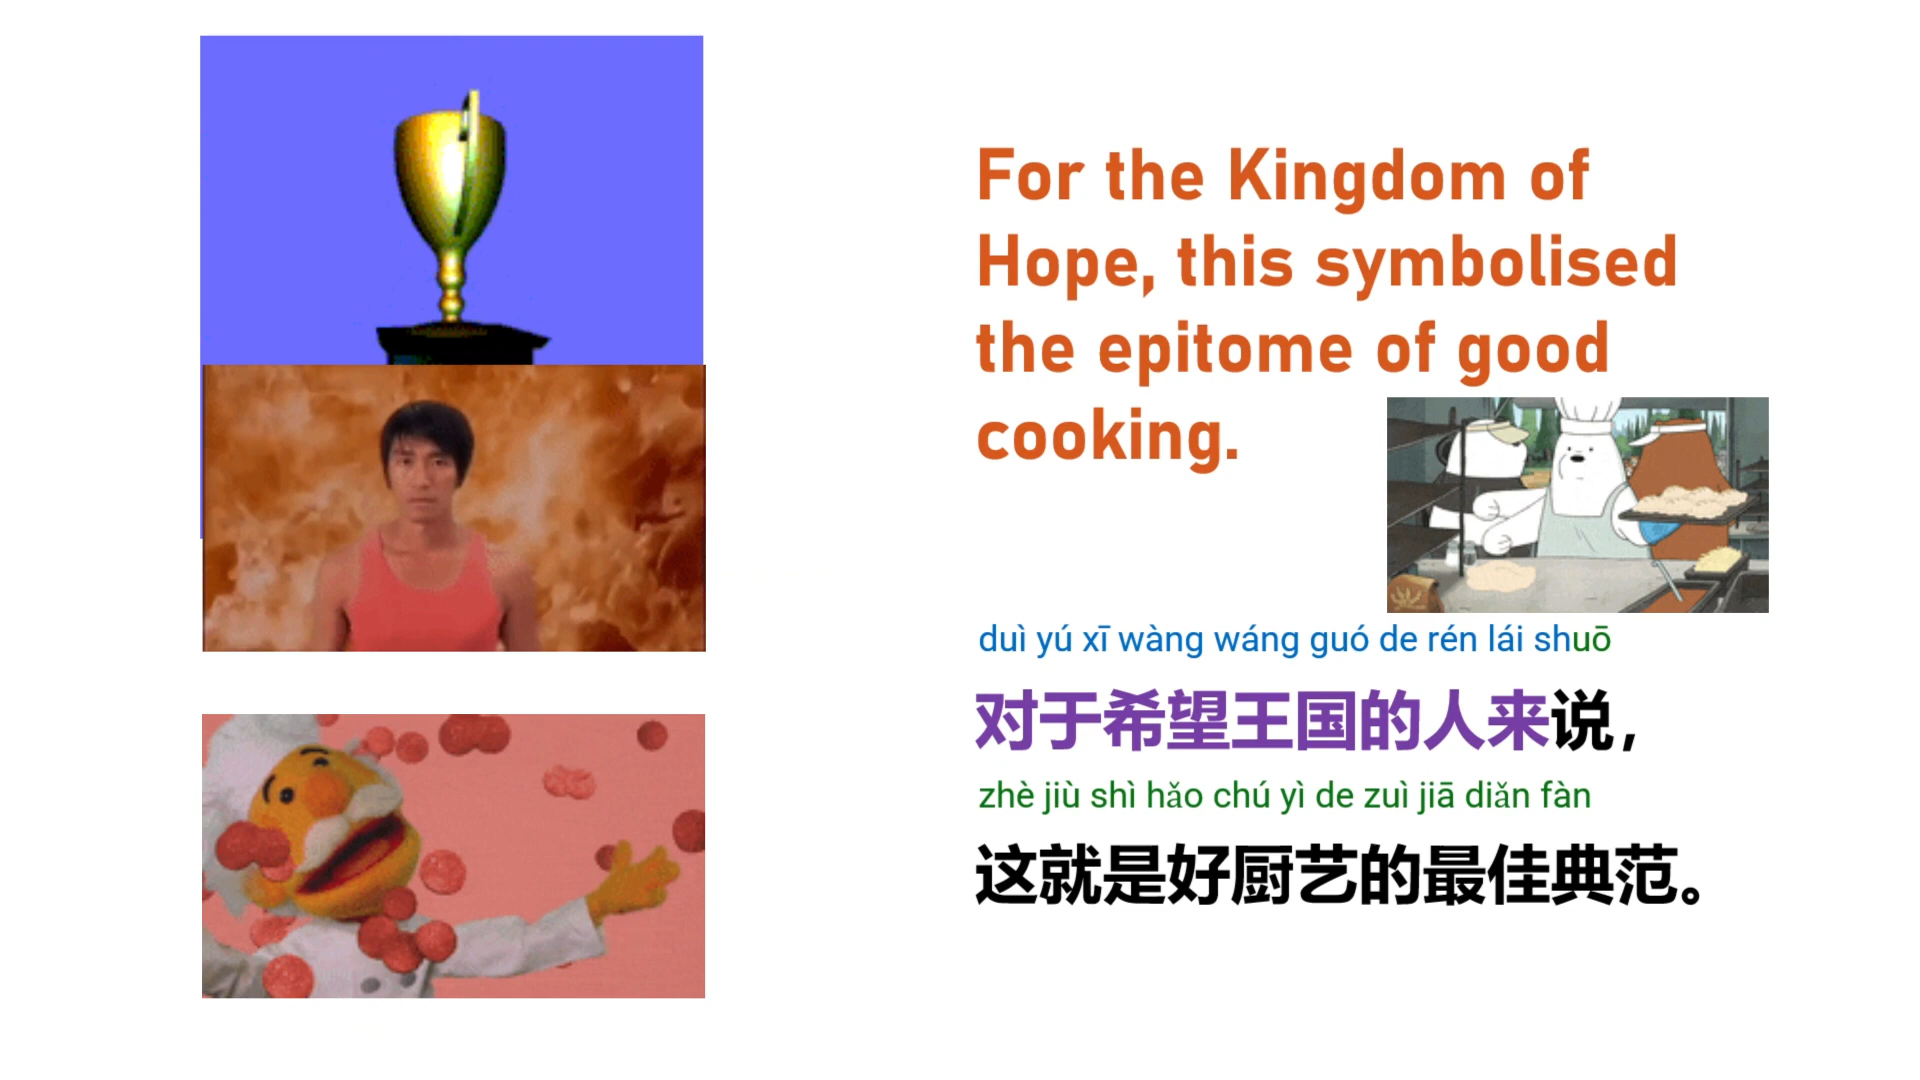 For the Kingdom of
Hope, this symbolised
the epitome of good
cooking.
duì yú xī wàng wáng guó de rén lái shuō
对于希望王国的人来说，
zhè jiù shì hǎo chú yì de zuì jiā diǎn fàn
这就是好厨艺的最佳典范。